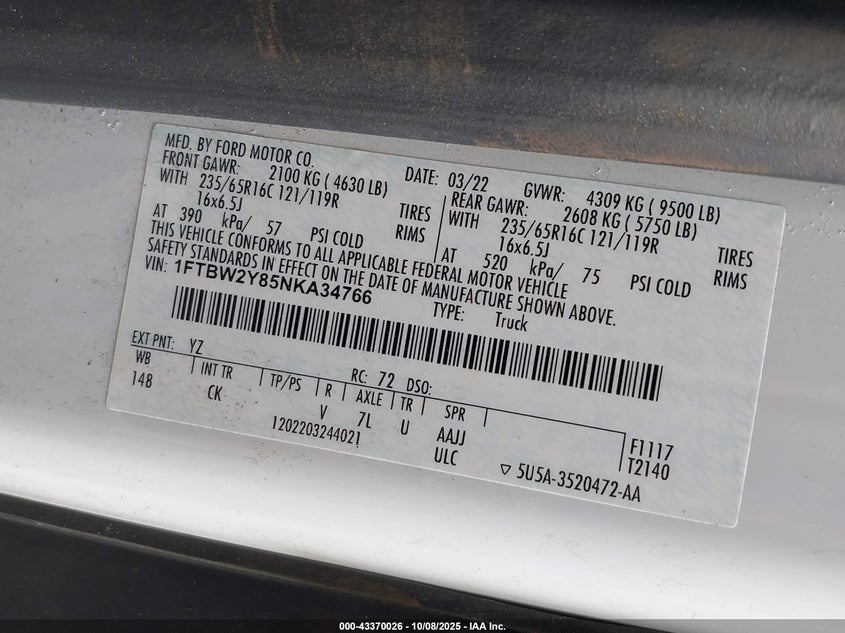 MFD. BY FORD MOTOR CO.
DATE: 03/22 GVWR: 4309 KG ( 9500 LB)
FRONT GAWR: 2100 KG ( 4630 LB) REAR GAWR: 2608 KG ( 5750 LB)
WITH 235/65R16C 121/119R TIRES WITH 235/65R16C 121/119R TIRES
16x6.5J RIMS 16x6.5J RIMS
AT 390 kPa/ 57 PSI COLD AT 520 kPa/ 75 PSI COLD
THIS VEHICLE CONFORMS TO ALL APPLICABLE FEDERAL MOTOR VEHICLE
SAFETY STANDARDS IN EFFECT ON THE DATE OF MANUFACTURE SHOWN ABOVE.
VIN: 1FTBW2Y85NKA34766
TYPE: Truck
EXT PNT: YZ RC: 72 DSO:
WB INT TR TP/PS R AXLE TR SPR
148 CK V 7L U AAJJ
1202203244021 ULC
F1117
T2140
▽ 5U5A-3520472-AA
000-43370026 - 10/08/2025 - IAA Inc.